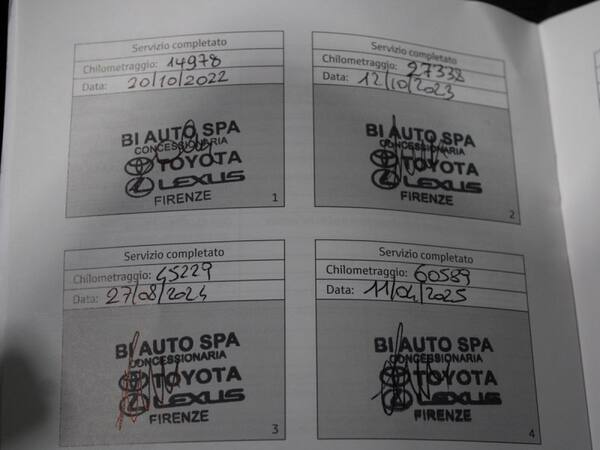 Servizio completato
Chilometraggio: 14978
Data: 20/10/2022
BI AUTO SPA
CONCESSIONARIA
TOYOTA
LEXUS
FIRENZE
1
Servizio completato
Chilometraggio: 27338
Data: 12/10/2023
BI AUTO SPA
CONCESSIONARIA
TOYOTA
LEXUS
FIRENZE
2
Servizio completato
Chilometraggio: 45229
Data: 27/08/2024
BI AUTO SPA
CONCESSIONARIA
TOYOTA
LEXUS
FIRENZE
3
Servizio completato
Chilometraggio: 60589
Data: 11/04/2025
BI AUTO SPA
CONCESSIONARIA
TOYOTA
LEXUS
FIRENZE
4